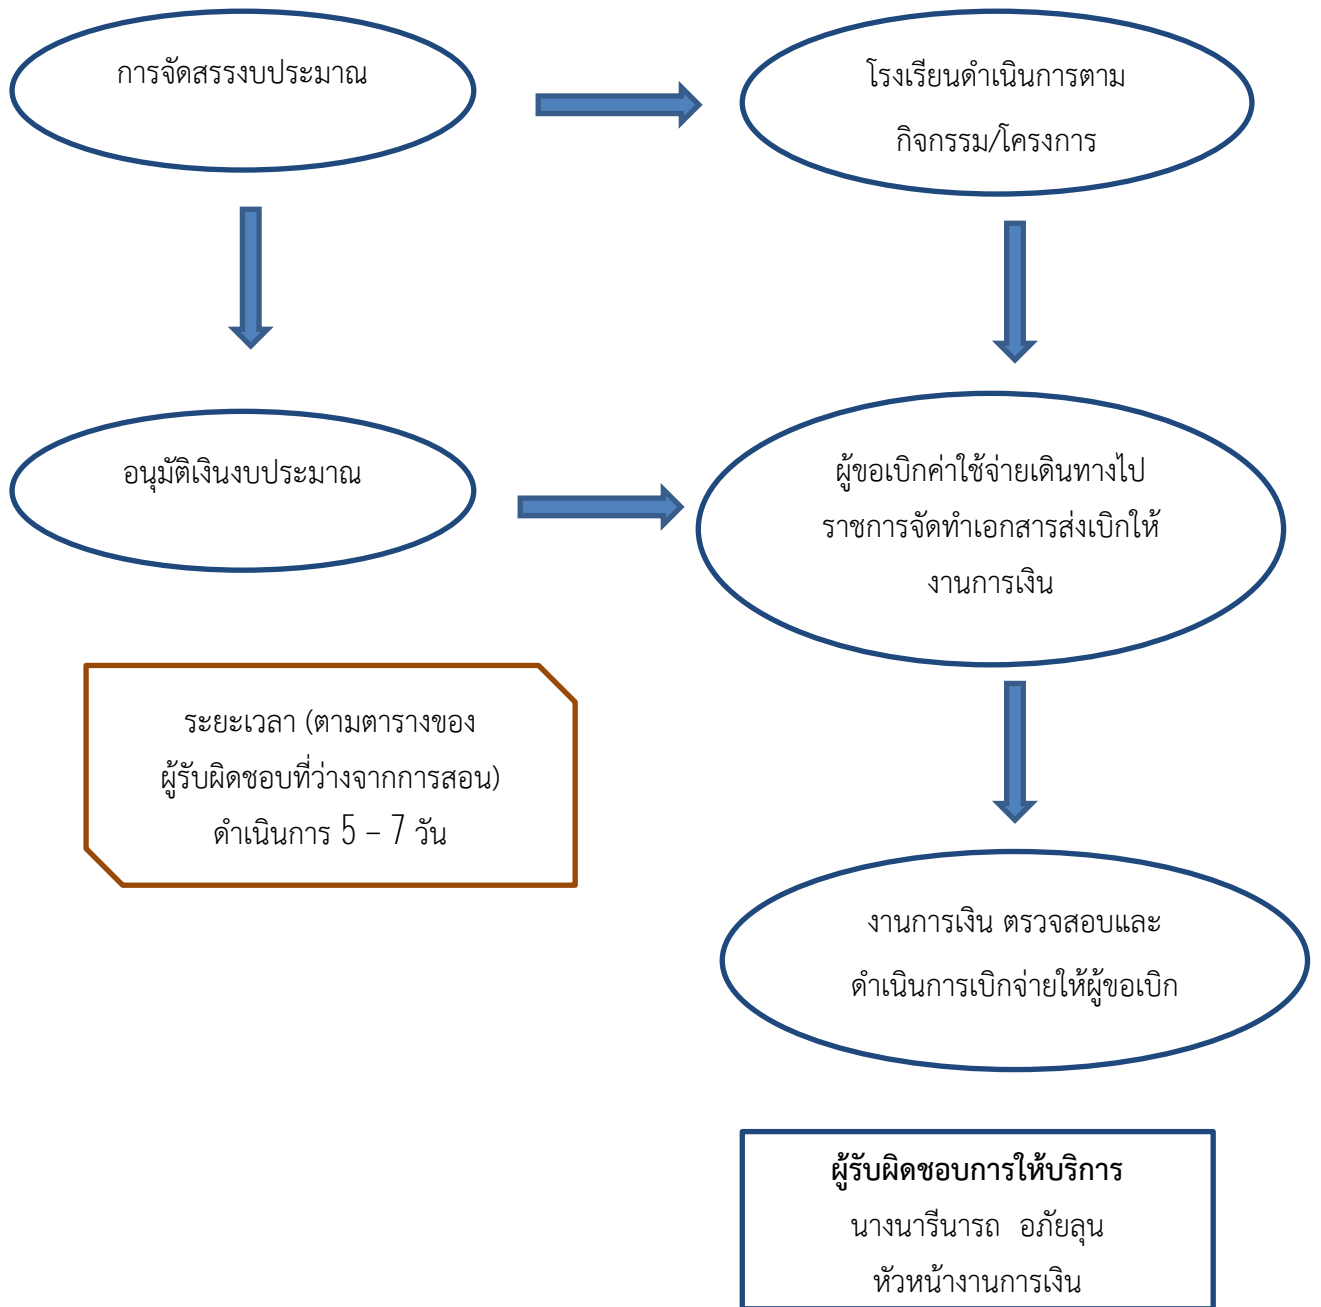 การจัดสรรงบประมาณ
โรงเรียนดำเนินการตาม
กิจกรรม/โครงการ
อนุมัติเงินงบประมาณ
ผู้ขอเบิกค่าใช้จ่ายเดินทางไป
ราชการจัดทำเอกสารส่งเบิกให้
งานการเงิน
ระยะเวลา (ตามตารางของ
ผู้รับผิดชอบที่ว่างจากการสอน)
ดำเนินการ 5 – 7 วัน
งานการเงิน ตรวจสอบและ
ดำเนินการเบิกจ่ายให้ผู้ขอเบิก
ผู้รับผิดชอบการให้บริการ
นางนารีนารถ อภัยลุน
หัวหน้างานการเงิน